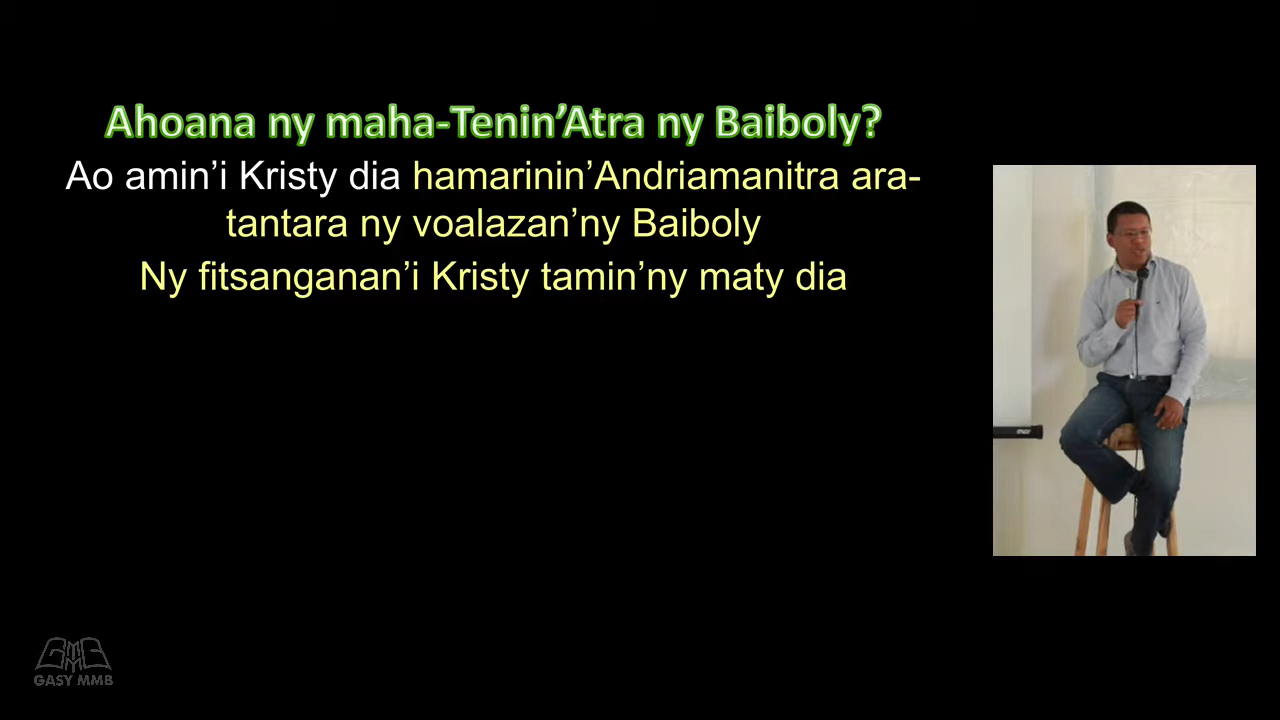 Ahoana ny maha-Tenin’Atra ny Baiboly?
Ao amin’i Kristy dia hamarinin’Andriamanitra ara-
tantara ny voalazan’ny Baiboly
Ny fitsanganan’i Kristy tamin’ny maty dia
GASY MMB